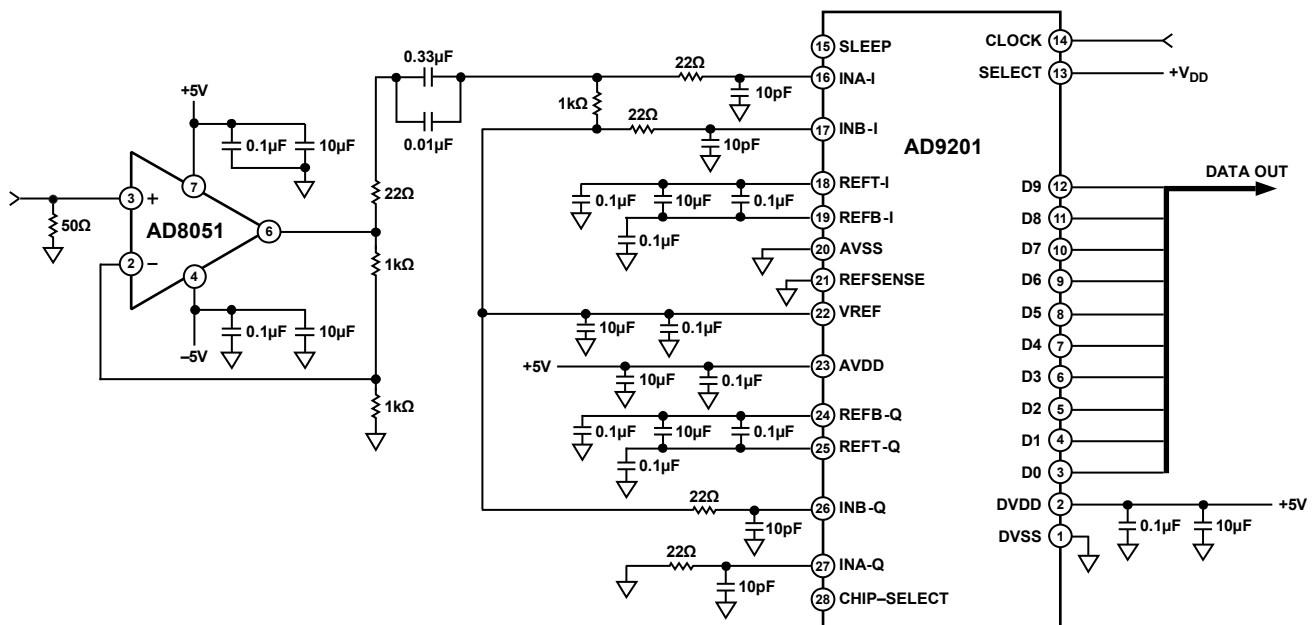 +5V
0.1µF
10µF
7
3
+
50Ω
AD8051
6
2
–
4
0.1µF
10µF
–5V
22Ω
1kΩ
1kΩ
0.33µF
0.01µF
22Ω
10pF
1kΩ
22Ω
10pF
0.1µF
10µF
0.1µF
0.1µF
10µF
0.1µF
+5V
10µF
0.1µF
0.1µF
10µF
0.1µF
0.1µF
22Ω
10pF
22Ω
10pF
15 SLEEP
16 INA-I
17 INB-I
18 REFT-I
19 REFB-I
20 AVSS
21 REFSENSE
22 VREF
23 AVDD
24 REFB-Q
25 REFT-Q
26 INB-Q
27 INA-Q
28 CHIP–SELECT
AD9201
CLOCK 14
SELECT 13 +VDD
DATA OUT
D9 12
D8 11
D7 10
D6 9
D5 8
D4 7
D3 6
D2 5
D1 4
D0 3
DVDD 2 +5V
0.1µF
10µF
DVSS 1